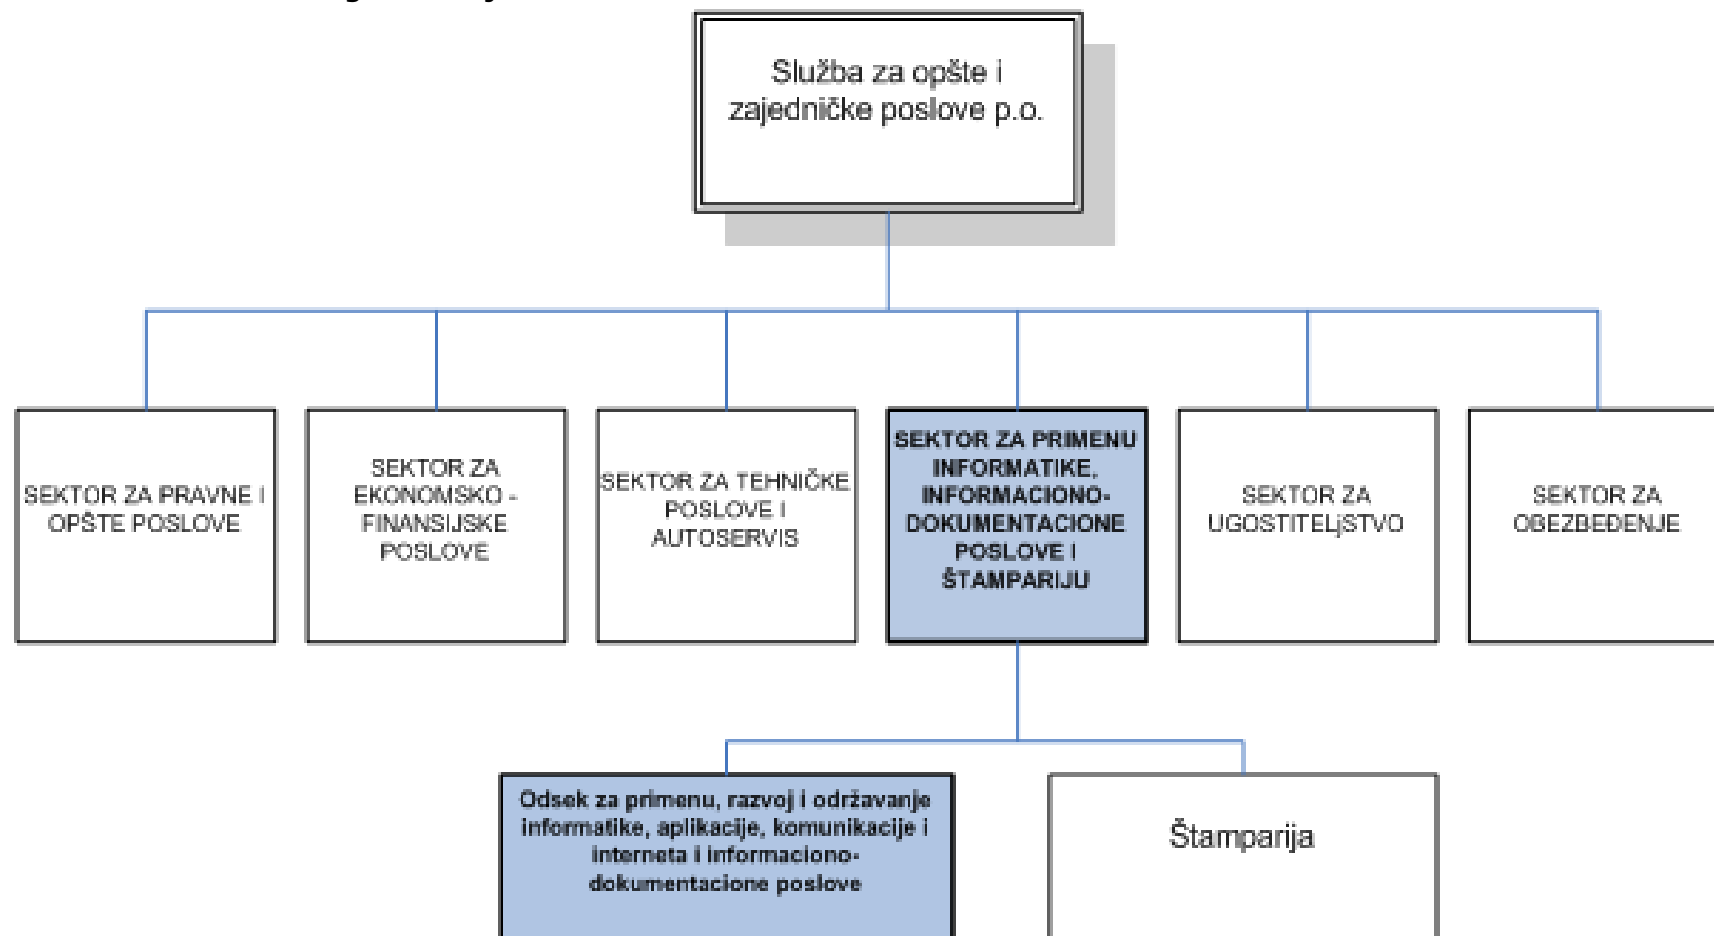 Služba za opšte i
zajedničke poslove p.o.
SEKTOR ZA PRAVNE I
OPŠTE POSLOVE
SEKTOR ZA
EKONOMSKO -
FINANSIJSKE
POSLOVE
SEKTOR ZA TEHNIČKE
POSLOVE I
AUTOSERVIS
SEKTOR ZA PRIMENU
INFORMATIKE,
INFORMACIONO-
DOKUMENTACIONE
POSLOVE I
ŠTAMPARIJU
SEKTOR ZA
UGOSTITELjSTVO
SEKTOR ZA
OBEZBEĐENJE
Odsek za primenu, razvoj i održavanje
informatike, aplikacije, komunikacije i
interneta i informaciono-
dokumentacione poslove
Štamparija